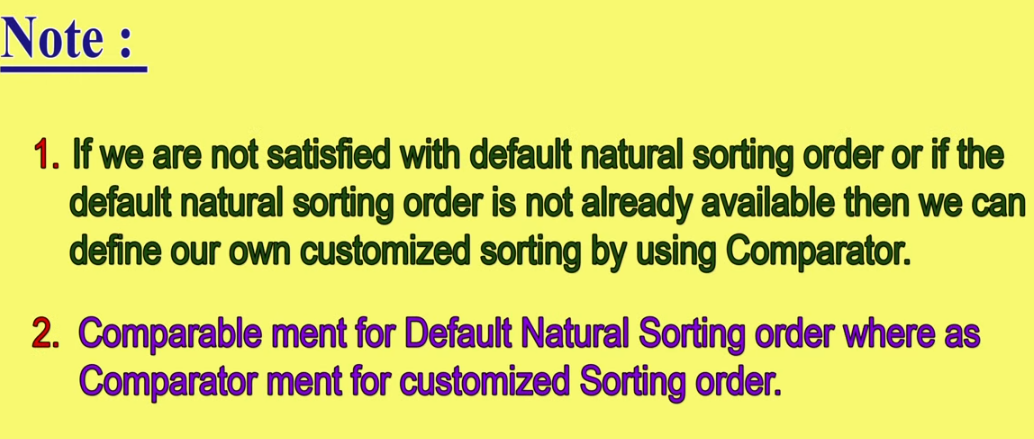 Note :
1. If we are not satisfied with default natural sorting order or if the
default natural sorting order is not already available then we can
define our own customized sorting by using Comparator.
2. Comparable ment for Default Natural Sorting order where as
Comparator ment for customized Sorting order.